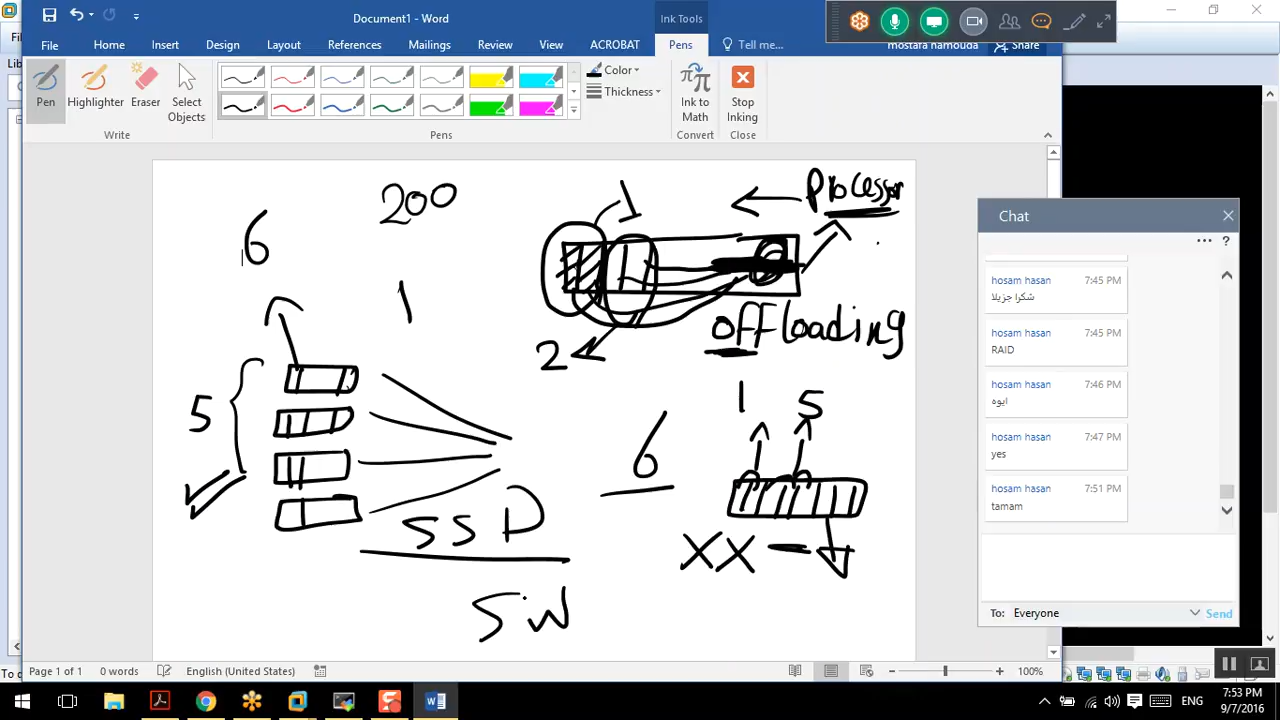 Document1 - Word
Ink Tools
File
Home
Insert
Design
Layout
References
Mailings
Review
View
ACROBAT
Pens
Tell me...
mostafa hamouda
Share
Pen
Highlighter
Eraser
Select Objects
Write
Pens
Color
Thickness
Ink to Math
Convert
Stop Inking
Close
200
1
Processor
6
1
offloading
2
5
1
5
6
SSD
XX
SW
Chat
hosam hasan 7:45 PM
شكرا جزيلا
hosam hasan 7:45 PM
RAID
hosam hasan 7:46 PM
ايوه
hosam hasan 7:47 PM
yes
hosam hasan 7:51 PM
tamam
To: Everyone
Send
Page 1 of 1
0 words
English (United States)
100%
ENG
7:53 PM
9/7/2016